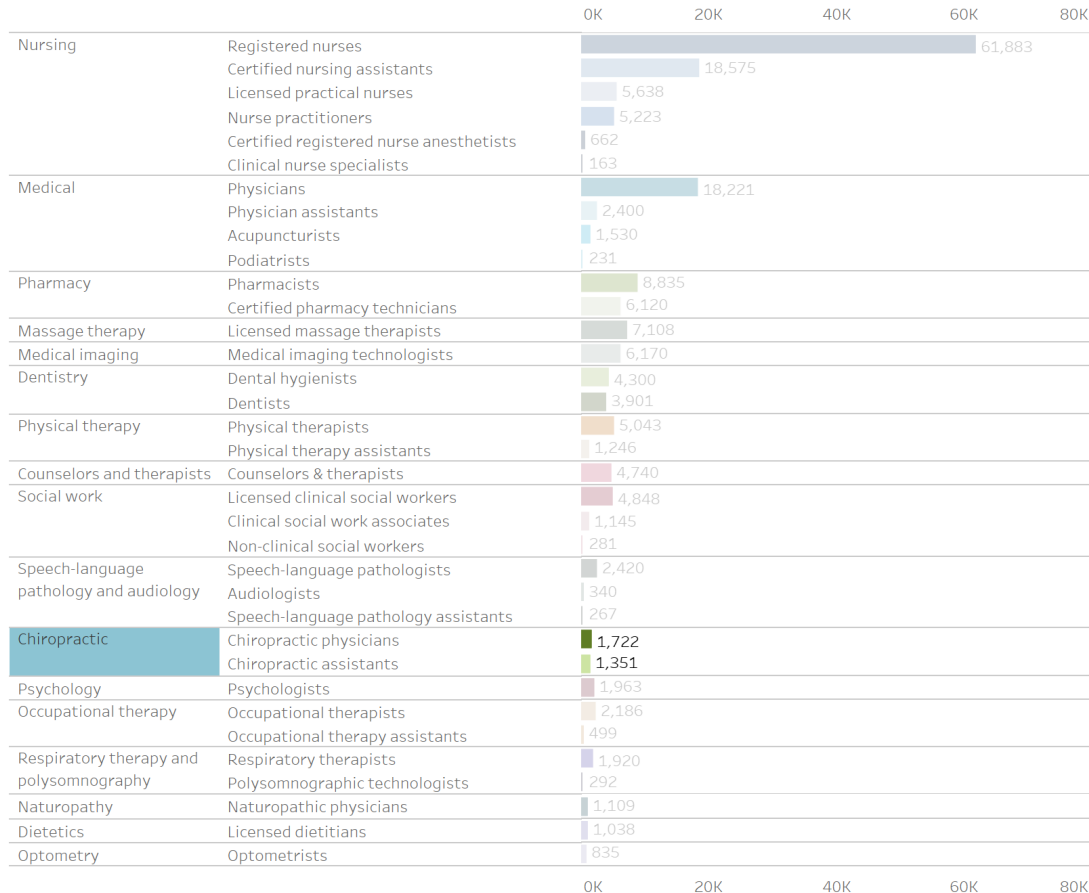 0K 20K 40K 60K 80K
Nursing Registered nurses 61,883
Certified nursing assistants 18,575
Licensed practical nurses 5,638
Nurse practitioners 5,223
Certified registered nurse anesthetists 662
Clinical nurse specialists 163
Medical Physicians 18,221
Physician assistants 2,400
Acupuncturists 1,530
Podiatrists 231
Pharmacy Pharmacists 8,835
Certified pharmacy technicians 6,120
Massage therapy Licensed massage therapists 7,108
Medical imaging Medical imaging technologists 6,170
Dentistry Dental hygienists 4,300
Dentists 3,901
Physical therapy Physical therapists 5,043
Physical therapy assistants 1,246
Counselors and therapists Counselors & therapists 4,740
Social work Licensed clinical social workers 4,848
Clinical social work associates 1,145
Non-clinical social workers 281
Speech-language Speech-language pathologists 2,420
pathology and audiology Audiologists 340
Speech-language pathology assistants 267
Chiropractic Chiropractic physicians 1,722
Chiropractic assistants 1,351
Psychology Psychologists 1,963
Occupational therapy Occupational therapists 2,186
Occupational therapy assistants 499
Respiratory therapy and Respiratory therapists 1,920
polysomnography Polysomnographic technologists 292
Naturopathy Naturopathic physicians 1,109
Dietetics Licensed dietitians 1,038
Optometry Optometrists 835
0K 20K 40K 60K 80K